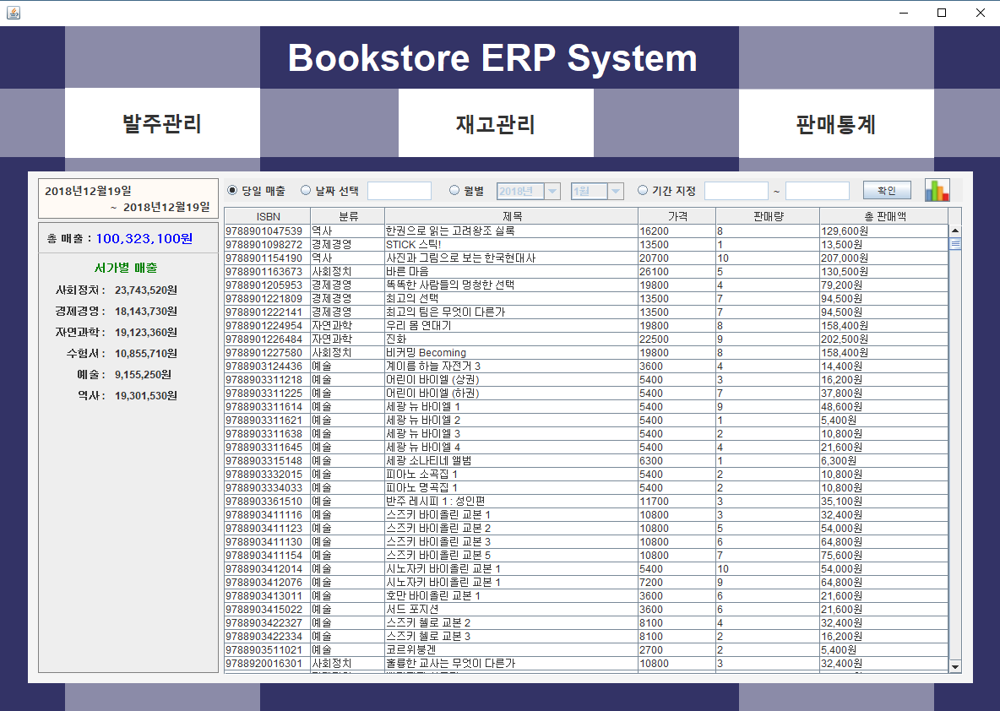 Bookstore ERP System
발주관리 재고관리 판매통계
2018년12월19일
~ 2018년12월19일
당일 매출 날짜 선택 월별 2018년 1월 기간 지정 ~ 확인
총 매출 : 100,323,100원
서가별 매출
사회정치 : 23,743,520원
경제경영 : 18,143,730원
자연과학 : 19,123,360원
수험서 : 10,855,710원
예술 : 9,155,250원
역사 : 19,301,530원
ISBN 분류 제목 가격 판매량 총 판매액
9788901047539 역사 한권으로 읽는 고려왕조 실록 16200 8 129,600원
9788901098272 경제경영 STICK 스틱! 13500 1 13,500원
9788901154190 역사 사진과 그림으로 보는 한국현대사 20700 10 207,000원
9788901163673 사회정치 바른 마음 26100 5 130,500원
9788901205953 경제경영 똑똑한 사람들의 멍청한 선택 19800 4 79,200원
9788901221809 경제경영 최고의 선택 13500 7 94,500원
9788901222141 경제경영 최고의 팀은 무엇이 다른가 13500 7 94,500원
9788901224954 자연과학 우리 몸 연대기 19800 8 158,400원
9788901226484 자연과학 진화 22500 9 202,500원
9788901227580 사회정치 비커밍 Becoming 19800 8 158,400원
9788903124436 예술 게이름 하늘 자전거 3 3600 4 14,400원
9788903311218 예술 어린이 바이엘 (상권) 5400 3 16,200원
9788903311225 예술 어린이 바이엘 (하권) 5400 7 37,800원
9788903311614 예술 세광 뉴 바이엘 1 5400 9 48,600원
9788903311621 예술 세광 뉴 바이엘 2 5400 1 5,400원
9788903311638 예술 세광 뉴 바이엘 3 5400 2 10,800원
9788903311645 예술 세광 뉴 바이엘 4 5400 4 21,600원
9788903315148 예술 세광 소나티네 앨범 6300 1 6,300원
9788903332015 예술 피아노 소곡집 1 5400 2 10,800원
9788903334033 예술 피아노 명곡집 1 5400 2 10,800원
9788903361510 예술 반주 레시피 1 : 성인편 11700 3 35,100원
9788903411116 예술 스즈키 바이올린 교본 1 10800 3 32,400원
9788903411123 예술 스즈키 바이올린 교본 2 10800 5 54,000원
9788903411130 예술 스즈키 바이올린 교본 3 10800 6 64,800원
9788903411154 예술 스즈키 바이올린 교본 5 10800 7 75,600원
9788903412014 예술 시노자키 바이올린 교본 1 5400 10 54,000원
9788903412076 예술 시노자키 바이올린 교본 1 7200 9 64,800원
9788903413011 예술 호만 바이올린 교본 1 3600 6 21,600원
9788903415022 예술 서드 포지션 3600 6 21,600원
9788903422327 예술 스즈키 첼로 교본 2 8100 4 32,400원
9788903422334 예술 스즈키 첼로 교본 3 8100 2 16,200원
9788903511021 예술 코르위붕겐 2700 2 5,400원
9788920016301 사회정치 훌륭한 교사는 무엇이 다른가 10800 3 32,400원